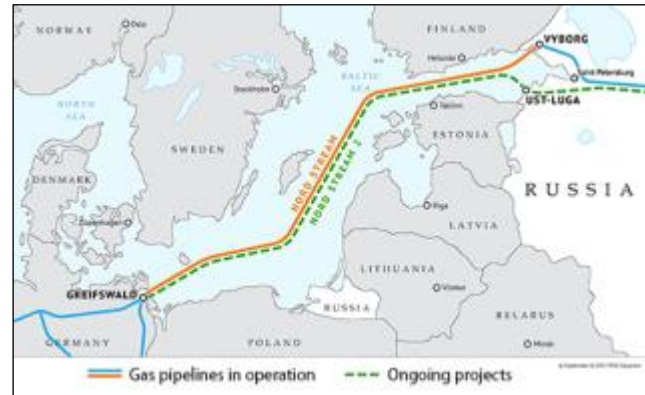 NORWAY
Oslo
FINLAND
Helsinki
VYBORG
Saint Petersburg
BALTIC
SEA
Stockholm
UST-LUGA
NORTH
SEA
SWEDEN
Tallinn
ESTONIA
NORD STREAM
NORD STREAM 2
RUSSIA
DENMARK
Copenhagen
Riga
LATVIA
LITHUANIA
Vilnius
GREIFSWALD
RUSSIA
BELARUS
Minsk
GERMANY
POLAND
Gas pipelines in operation
Ongoing projects